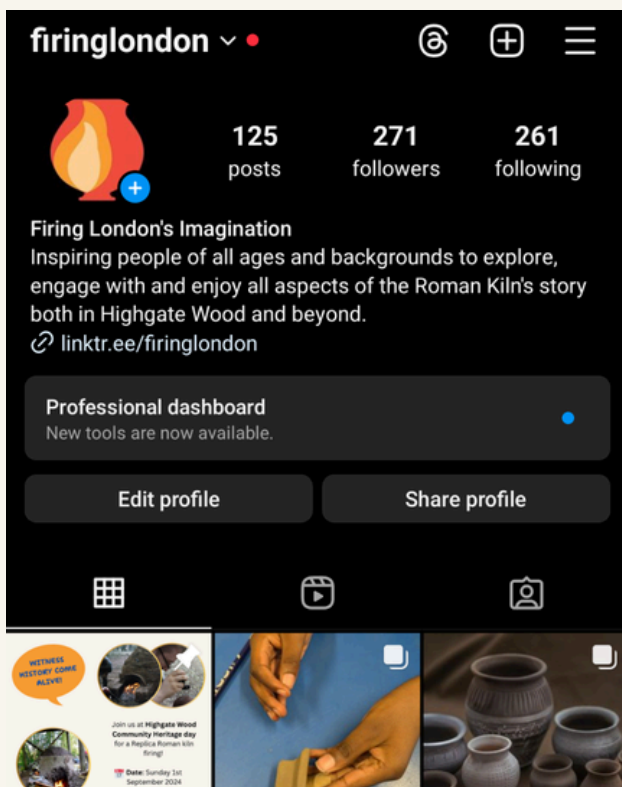 firinglondon
125
posts
271
followers
261
following
Firing London's Imagination
Inspiring people of all ages and backgrounds to explore,
engage with and enjoy all aspects of the Roman Kiln's story
both in Highgate Wood and beyond.
linktr.ee/firinglondon
Professional dashboard
New tools are now available.
Edit profile
Share profile
WITNESS
HISTORY COME
ALIVE!
Join us at Highgate Wood
Community Heritage day
for a Replica Roman kiln
firing!
Date: Sunday 1st
September 2024